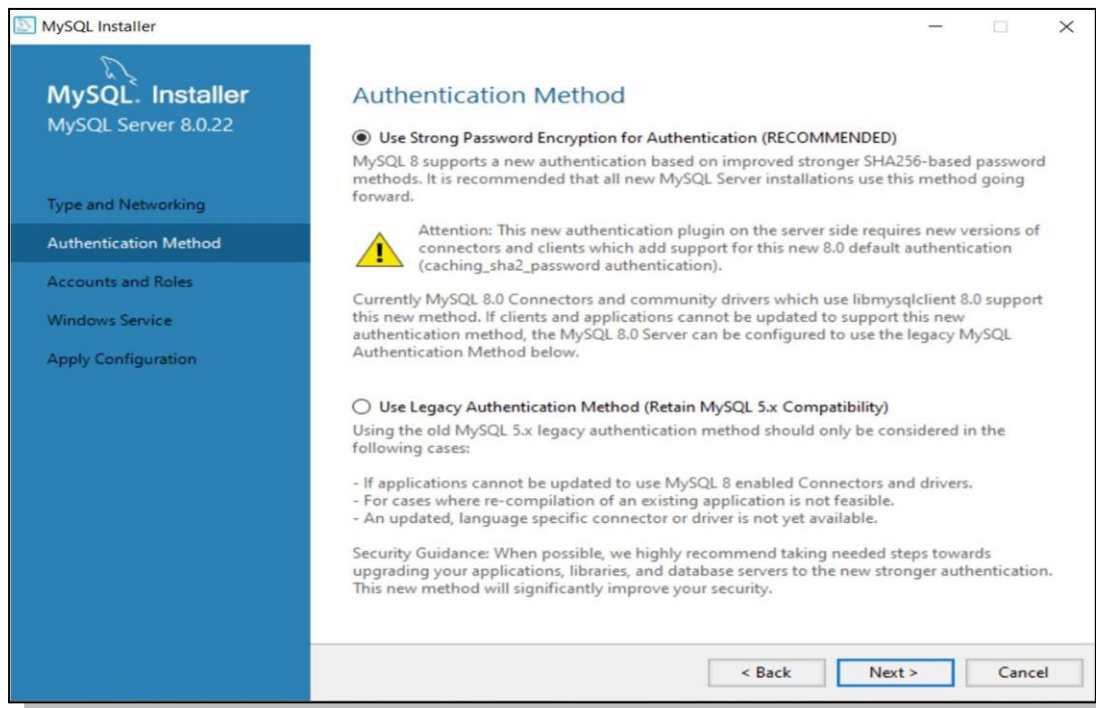 MySQL Installer
MySQL. Installer
MySQL Server 8.0.22
Type and Networking
Authentication Method
Accounts and Roles
Windows Service
Apply Configuration
Authentication Method
Use Strong Password Encryption for Authentication (RECOMMENDED)
MySQL 8 supports a new authentication based on improved stronger SHA256-based password
methods. It is recommended that all new MySQL Server installations use this method going
forward.
Attention: This new authentication plugin on the server side requires new versions of
connectors and clients which add support for this new 8.0 default authentication
(caching_sha2_password authentication).
Currently MySQL 8.0 Connectors and community drivers which use libmysqlclient 8.0 support
this new method. If clients and applications cannot be updated to support this new
authentication method, the MySQL 8.0 Server can be configured to use the legacy MySQL
Authentication Method below.
Use Legacy Authentication Method (Retain MySQL 5.x Compatibility)
Using the old MySQL 5.x legacy authentication method should only be considered in the
following cases:
- If applications cannot be updated to use MySQL 8 enabled Connectors and drivers.
- For cases where re-compilation of an existing application is not feasible.
- An updated, language specific connector or driver is not yet available.
Security Guidance: When possible, we highly recommend taking needed steps towards
upgrading your applications, libraries, and database servers to the new stronger authentication.
This new method will significantly improve your security.
< Back
Next >
Cancel